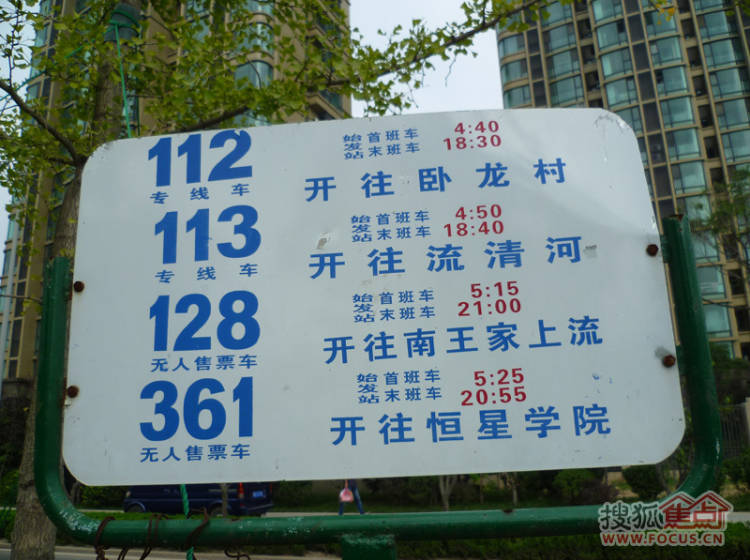 112
专线车
始发站 首班车 4:40
末班车 18:30
开往卧龙村
113
专线车
始发站 首班车 4:50
末班车 18:40
开往流清河
128
无人售票车
始发站 首班车 5:15
末班车 21:00
开往南王家上流
361
无人售票车
始发站 首班车 5:25
末班车 20:55
开往恒星学院
搜狐焦点
WWW.FOCUS.CN